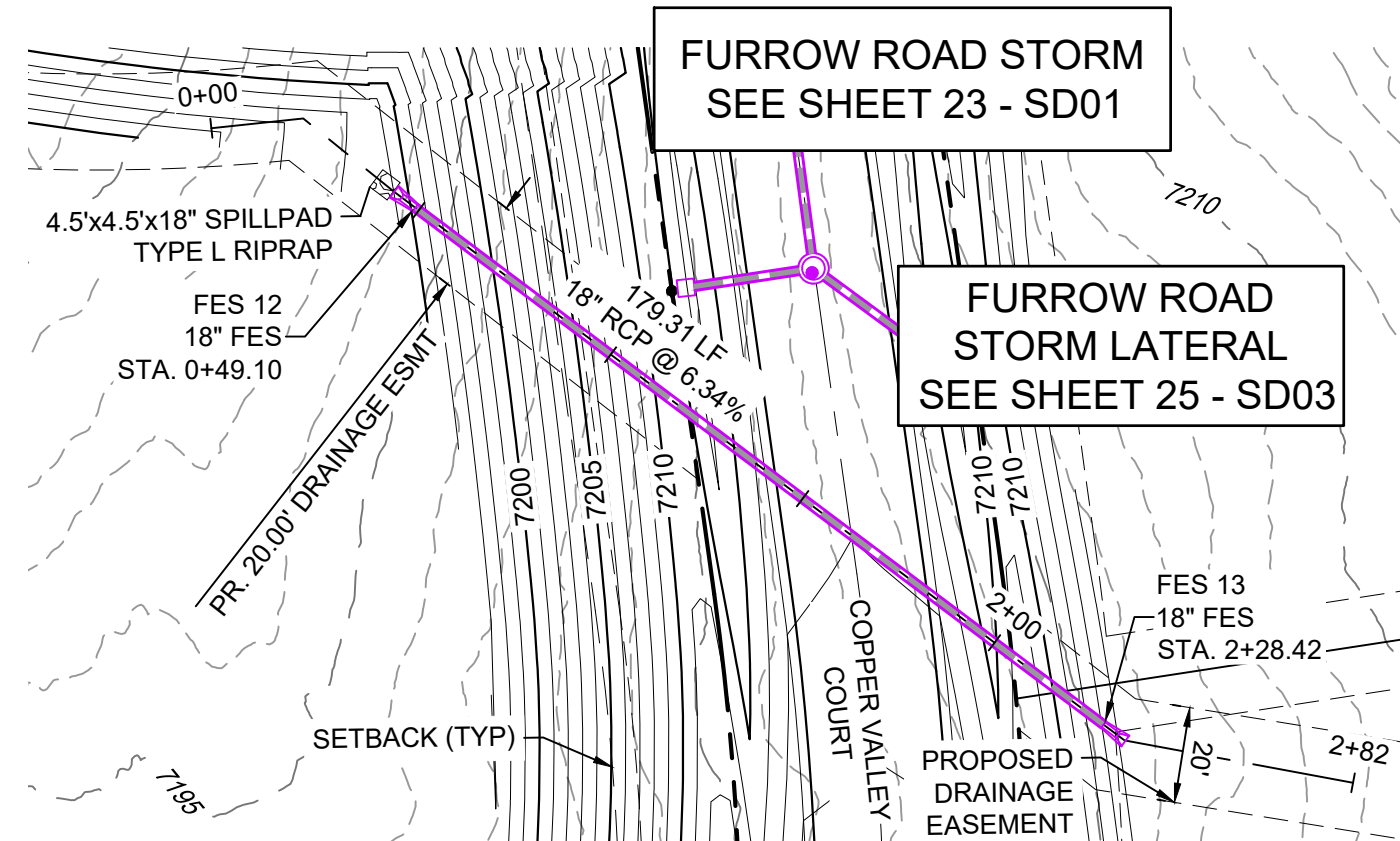 FURROW ROAD STORM
SEE SHEET 23 - SD01
0+00
7210
4.5'x4.5'x18" SPILLPAD
TYPE L RIPRAP
FES 12
18" FES
STA. 0+49.10
179.31 LF
18" RCP @ 6.34%
FURROW ROAD
STORM LATERAL
SEE SHEET 25 - SD03
PR. 20.00' DRAINAGE ESMT
7200
7205
7210
7210
7210
2+00
FES 13
18" FES
STA. 2+28.42
COPPER VALLEY
COURT
SETBACK (TYP)
PROPOSED
DRAINAGE
EASEMENT
20'
2+82
7195